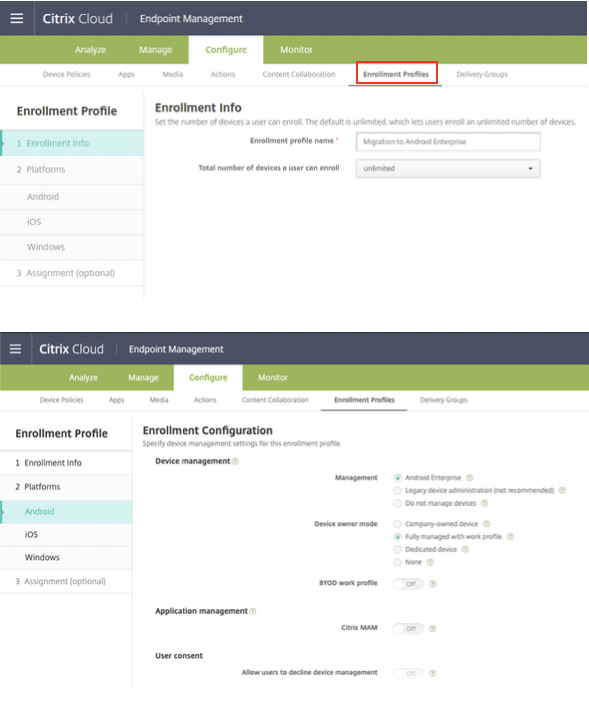 Citrix Cloud Endpoint Management
Analyze Manage Configure Monitor
Device Policies Apps Media Actions Content Collaboration Enrollment Profiles Delivery Groups
Enrollment Profile
1 Enrollment Info
2 Platforms
Android
iOS
Windows
3 Assignment (optional)
Enrollment Info
Set the number of devices a user can enroll. The default is unlimited, which lets users enroll an unlimited number of devices.
Enrollment profile name * Migration to Android Enterprise
Total number of devices a user can enroll unlimited
Citrix Cloud Endpoint Management
Analyze Manage Configure Monitor
Device Policies Apps Media Actions Content Collaboration Enrollment Profiles Delivery Groups
Enrollment Profile
1 Enrollment Info
2 Platforms
Android
iOS
Windows
3 Assignment (optional)
Enrollment Configuration
Specify device management settings for this enrollment profile.
Device management ?
Management Android Enterprise ?
Legacy device administration (not recommended) ?
Do not manage devices ?
Device owner mode Company-owned device ?
Fully managed with work profile ?
Dedicated device ?
None ?
BYOD work profile Off ?
Application management ?
Citrix MAM Off ?
User consent
Allow users to decline device management Off ?